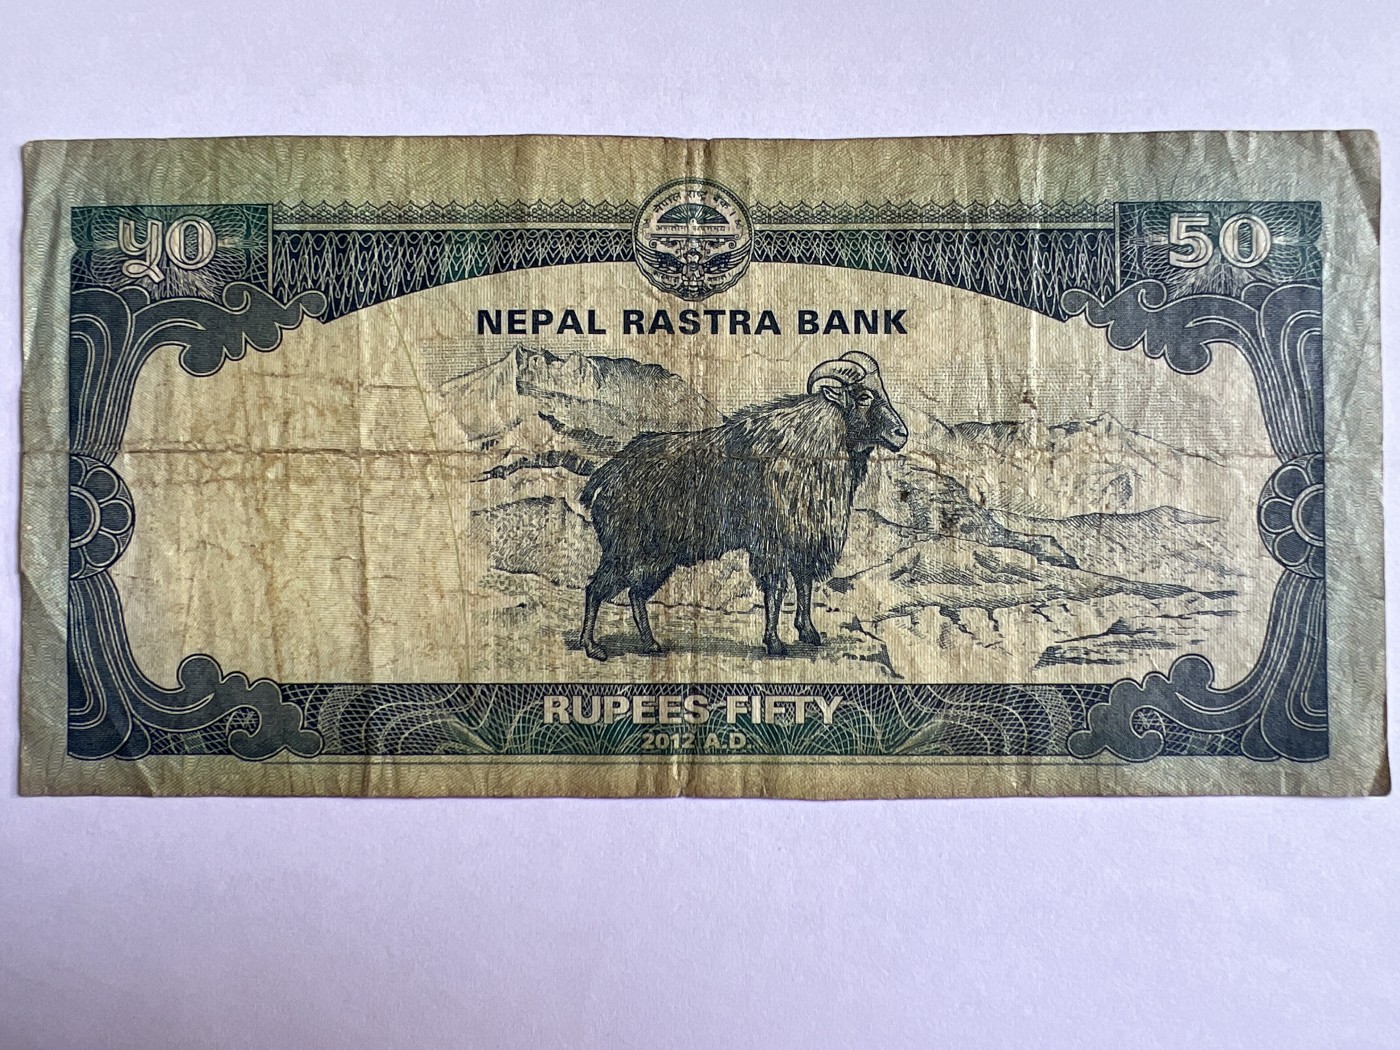 नेपाल राष्ट्र बैंक
५०
50
NEPAL RASTRA BANK
RUPEES FIFTY
2012 A.D.